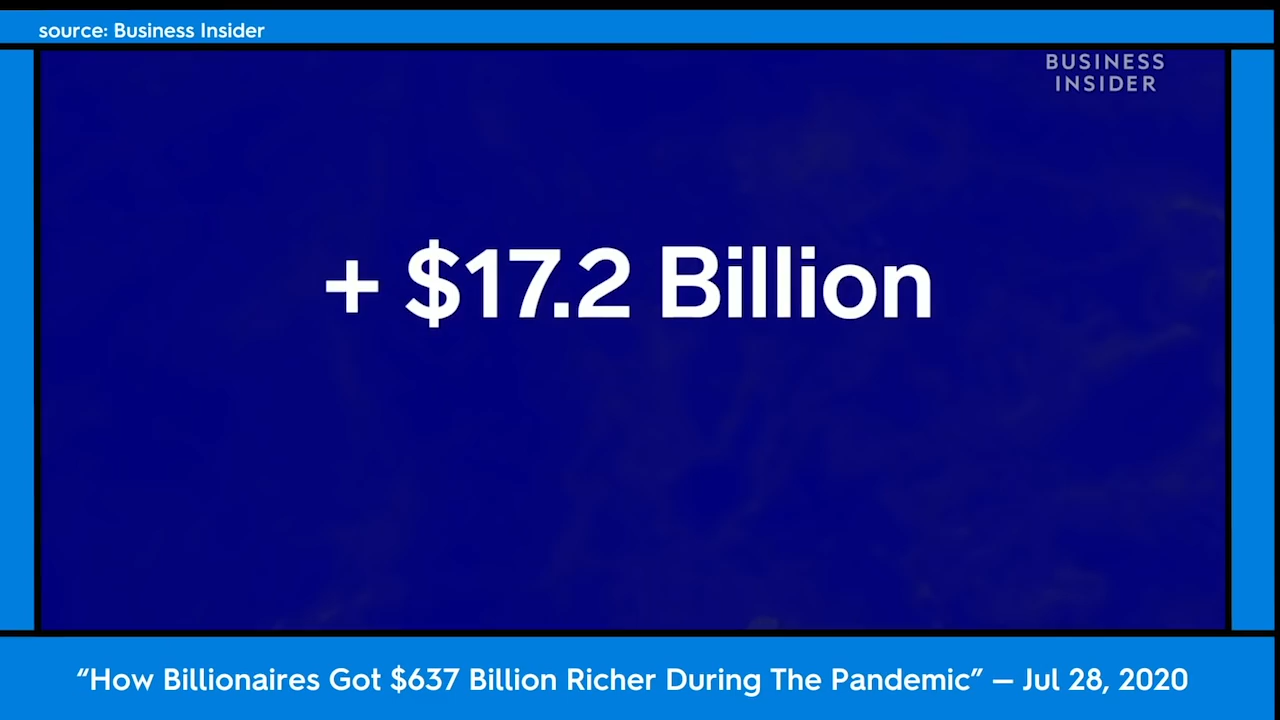 source: Business Insider
BUSINESS
INSIDER
+ $17.2 Billion
“How Billionaires Got $637 Billion Richer During The Pandemic” — Jul 28, 2020